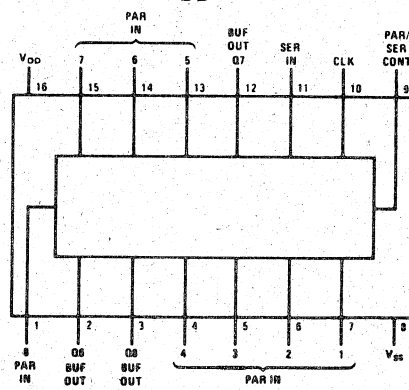 PAR
IN
BUF
OUT
Q7
SER
IN
CLK
PAR/
SER
CONT
VDD
7
6
5
16
15
14
13
12
11
10
9
1
2
3
4
5
6
7
8
8
PAR
IN
Q6
BUF
OUT
Q8
BUF
OUT
4
3
2
1
PAR IN
VSS